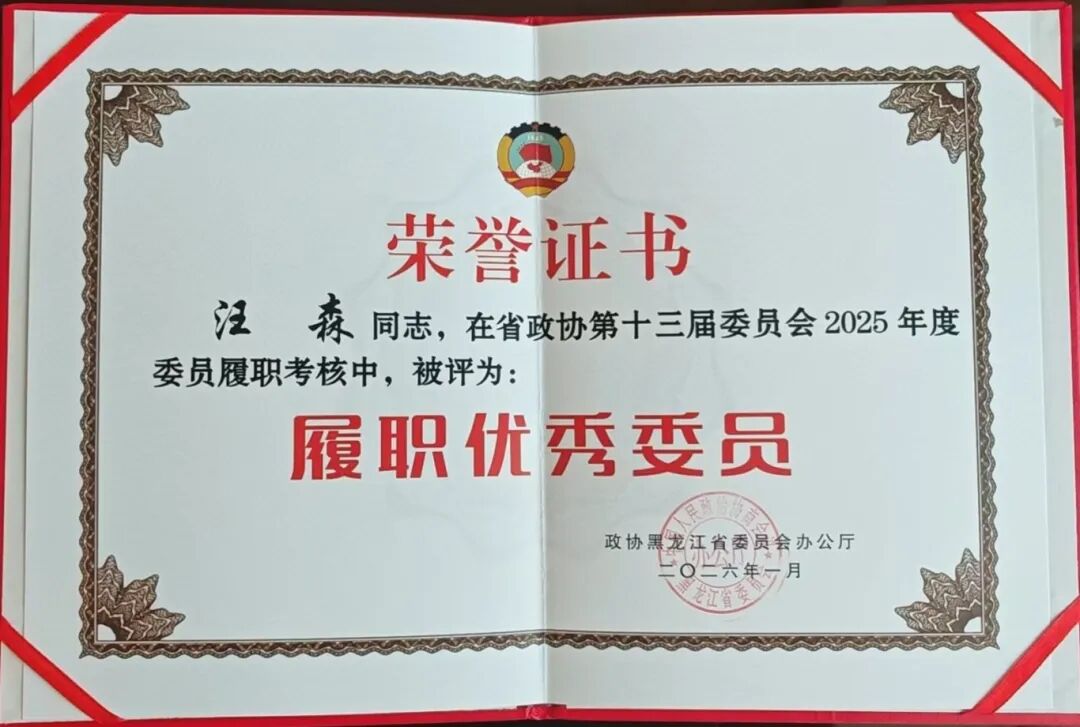 荣誉证书
汪 森 同志，在省政协第十三届委员会2025年度
委员履职考核中，被评为：
履职优秀委员
政协黑龙江省委员会办公厅
二〇二六年一月